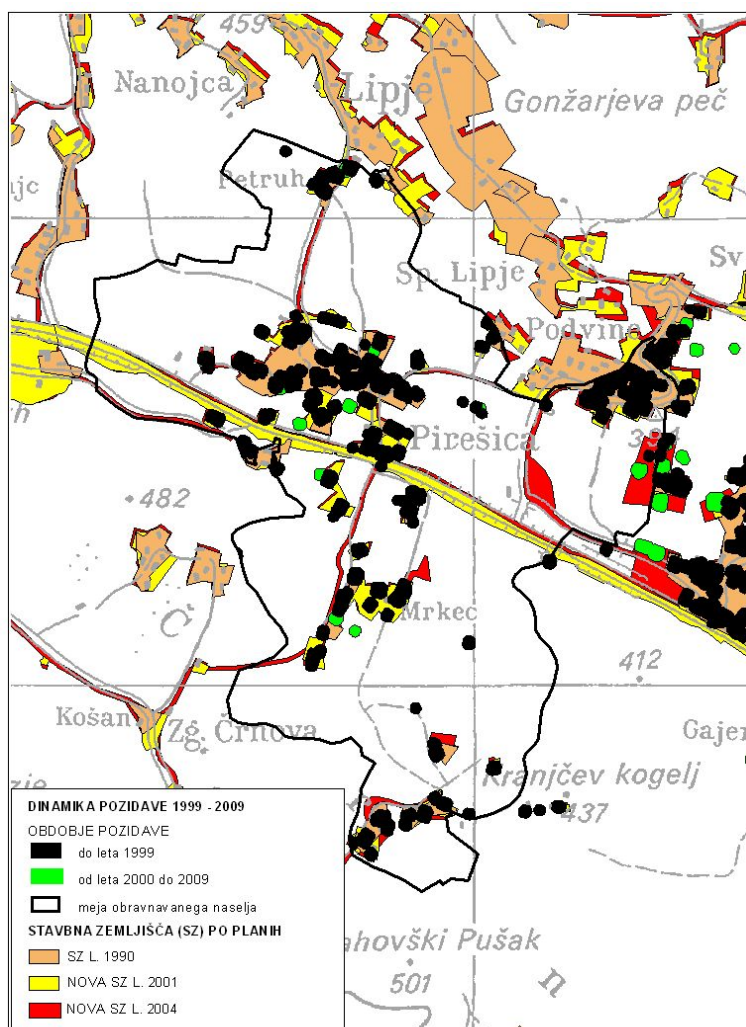 459
Nanojca
Lipje
Gonžarjeva peč
Petruh
Sp. Lipje
Sv
Podvine
Pirešica
482
Mrkec
412
Košan
Zg. Črnova
Gajer
Kranjčev kogelj
437
DINAMIKA POZIDAVE 1999 - 2009
OBDOBJE POZIDAVE
do leta 1999
od leta 2000 do 2009
meja obravnavanega naselja
STAVBNA ZEMLJIŠČA (SZ) PO PLANIH
SZ L. 1990
NOVA SZ L. 2001
NOVA SZ L. 2004
ahovški Pušak
501